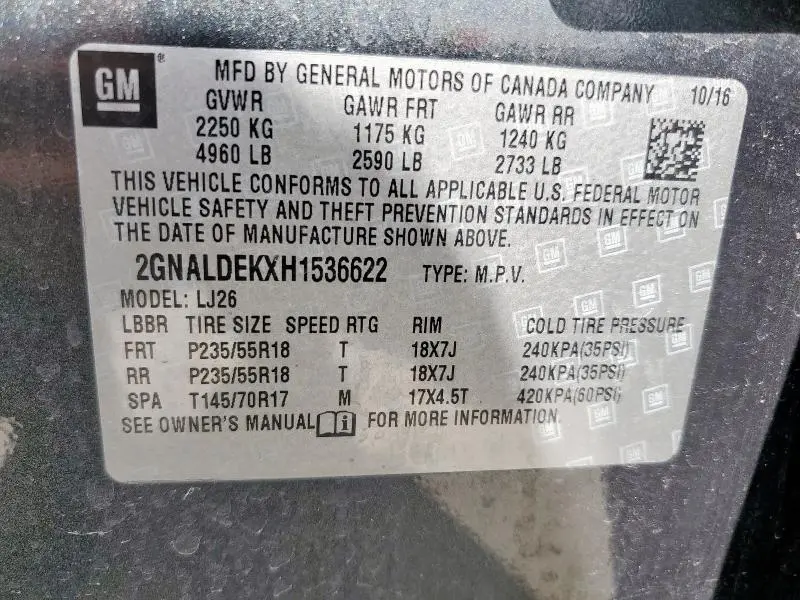 GM
MFD BY GENERAL MOTORS OF CANADA COMPANY 10/16
GVWR GAWR FRT GAWR RR
2250 KG 1175 KG 1240 KG
4960 LB 2590 LB 2733 LB
THIS VEHICLE CONFORMS TO ALL APPLICABLE U.S. FEDERAL MOTOR
VEHICLE SAFETY AND THEFT PREVENTION STANDARDS IN EFFECT ON
THE DATE OF MANUFACTURE SHOWN ABOVE.
2GNALDEKXH1536622 TYPE: M.P.V.
MODEL: LJ26
LBBR TIRE SIZE SPEED RTG RIM COLD TIRE PRESSURE
FRT P235/55R18 T 18X7J 240KPA(35PSI)
RR P235/55R18 T 18X7J 240KPA(35PSI)
SPA T145/70R17 M 17X4.5T 420KPA(60PSI)
SEE OWNER'S MANUAL i FOR MORE INFORMATION.